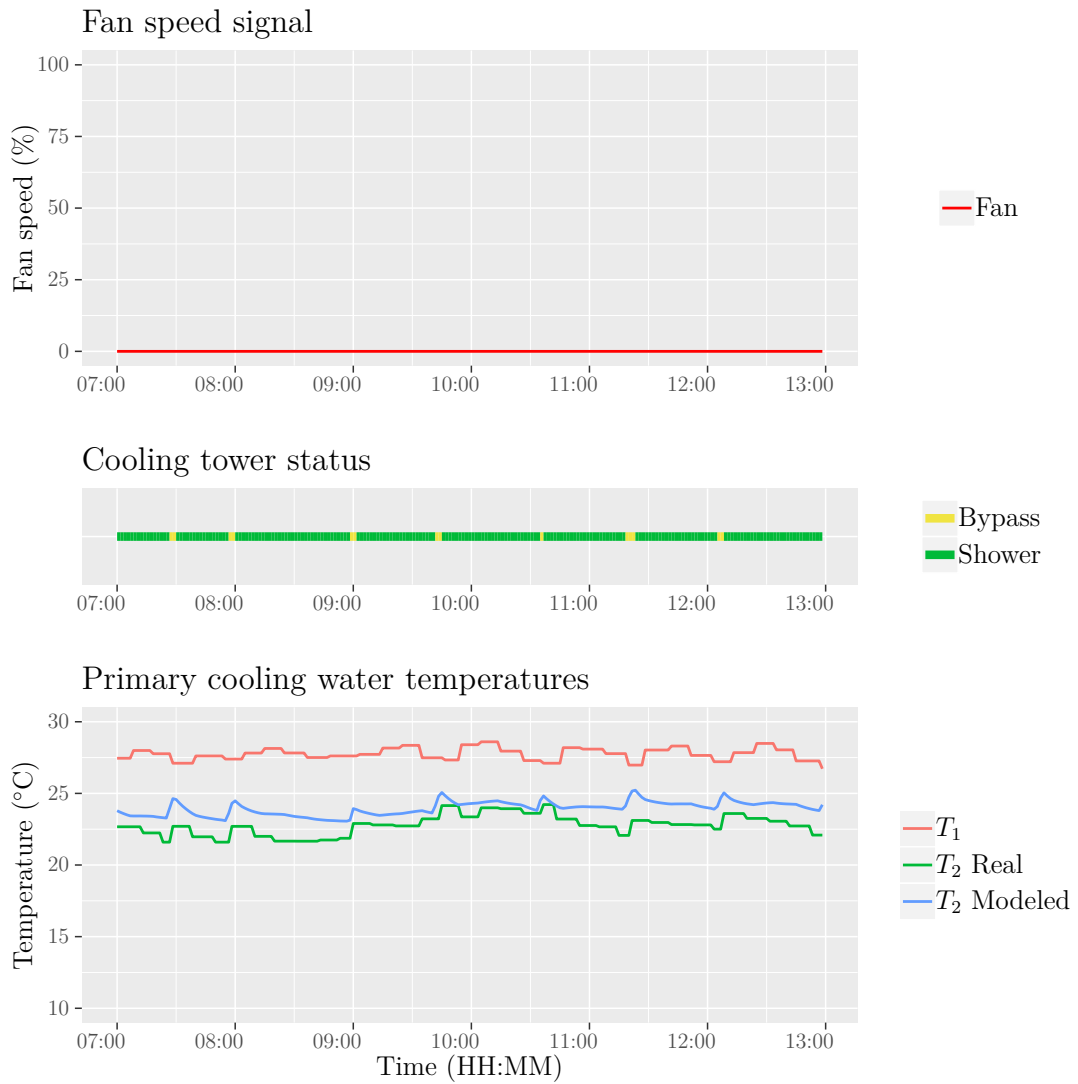 Fan speed signal
100
75
50
25
0
Fan speed (%)
07:00 08:00 09:00 10:00 11:00 12:00 13:00
Fan
Cooling tower status
07:00 08:00 09:00 10:00 11:00 12:00 13:00
Bypass
Shower
Primary cooling water temperatures
30
25
20
15
10
Temperature (°C)
07:00 08:00 09:00 10:00 11:00 12:00 13:00
Time (HH:MM)
T₁
T₂ Real
T₂ Modeled